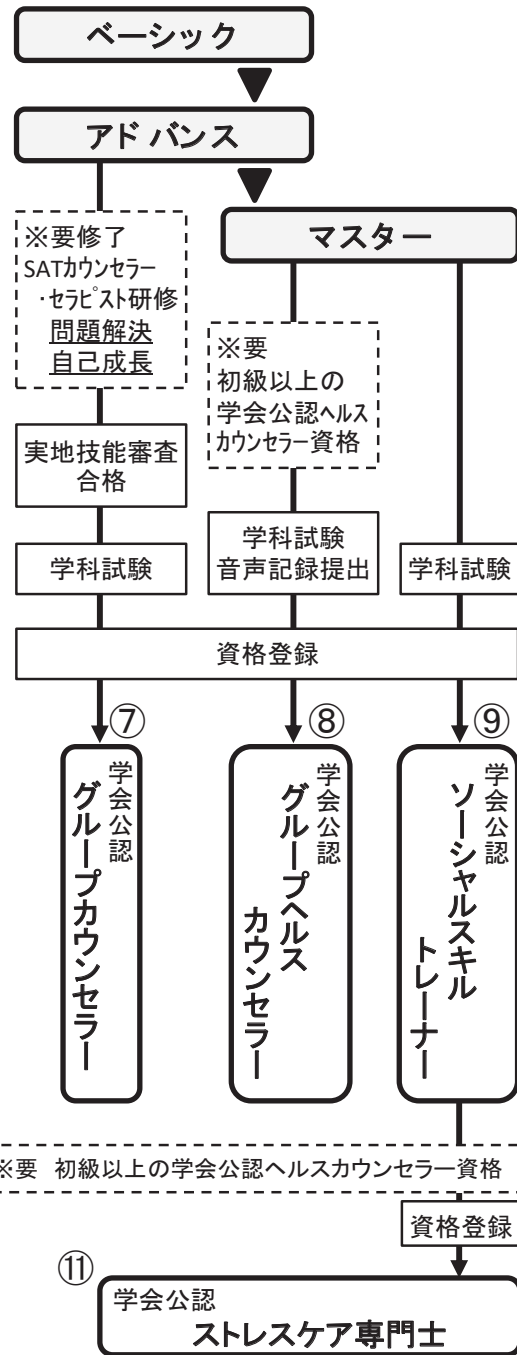 ベーシック
アドバンス
マスター
※要修了
SATカウンセラー
・セラピスト研修
問題解決
自己成長
※要
初級以上の
学会公認ヘルス
カウンセラー資格
実地技能審査
合格
学科試験
学科試験
音声記録提出
学科試験
資格登録
⑦
学会公認
グループカウンセラー
⑧
学会公認
グループヘルス
カウンセラー
⑨
学会公認
ソーシャルスキル
トレーナー
※要 初級以上の学会公認ヘルスカウンセラー資格
資格登録
⑪
学会公認
ストレスケア専門士